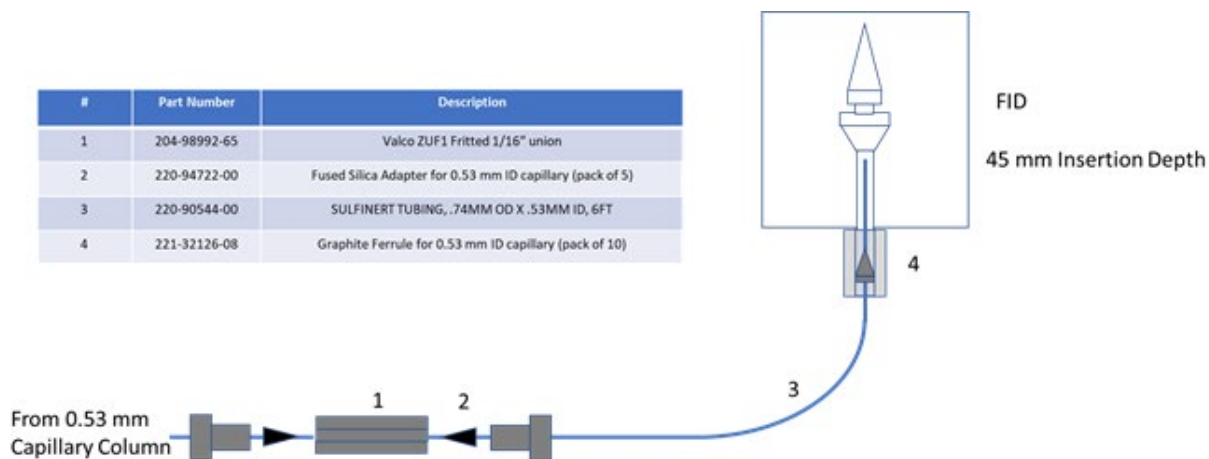 # Part Number Description
1 204-98992-65 Valco ZUF1 Fritted 1/16" union
2 220-94722-00 Fused Silica Adapter for 0.53 mm ID capillary (pack of 5)
3 220-90544-00 SULFINERT TUBING, .74MM OD X .53MM ID, 6FT
4 221-32126-08 Graphite Ferrule for 0.53 mm ID capillary (pack of 10)
FID
45 mm Insertion Depth
4
3
1 2
From 0.53 mm
Capillary Column